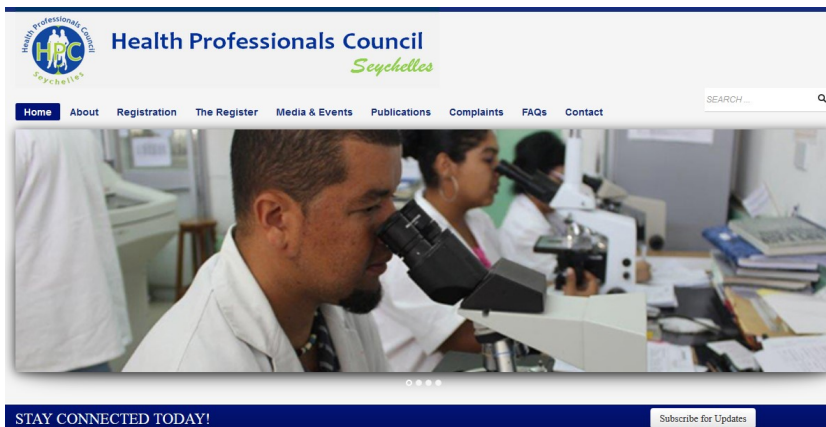 Health Professionals Council
HPC
Seychelles
Health Professionals Council
Seychelles
SEARCH ...
Home About Registration The Register Media & Events Publications Complaints FAQs Contact
STAY CONNECTED TODAY!
Subscribe for Updates